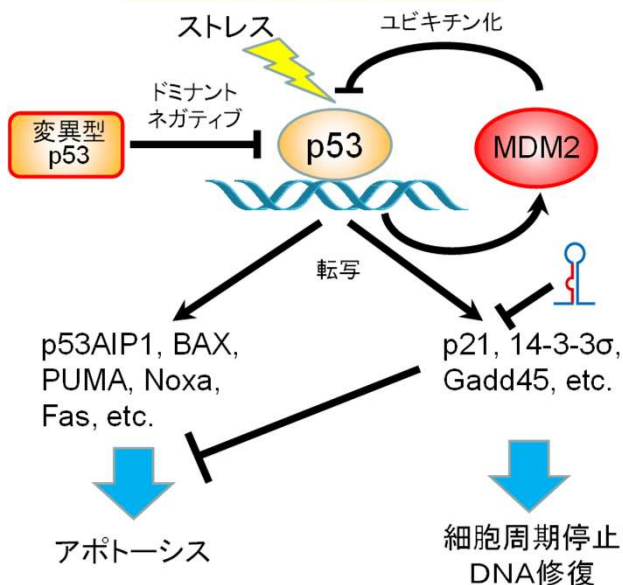 ストレス
ユビキチン化
ドミナント
ネガティブ
変異型
p53
p53
MDM2
転写
p53AIP1, BAX,
PUMA, Noxa,
Fas, etc.
p21, 14-3-3σ,
Gadd45, etc.
アポトーシス
細胞周期停止
DNA修復